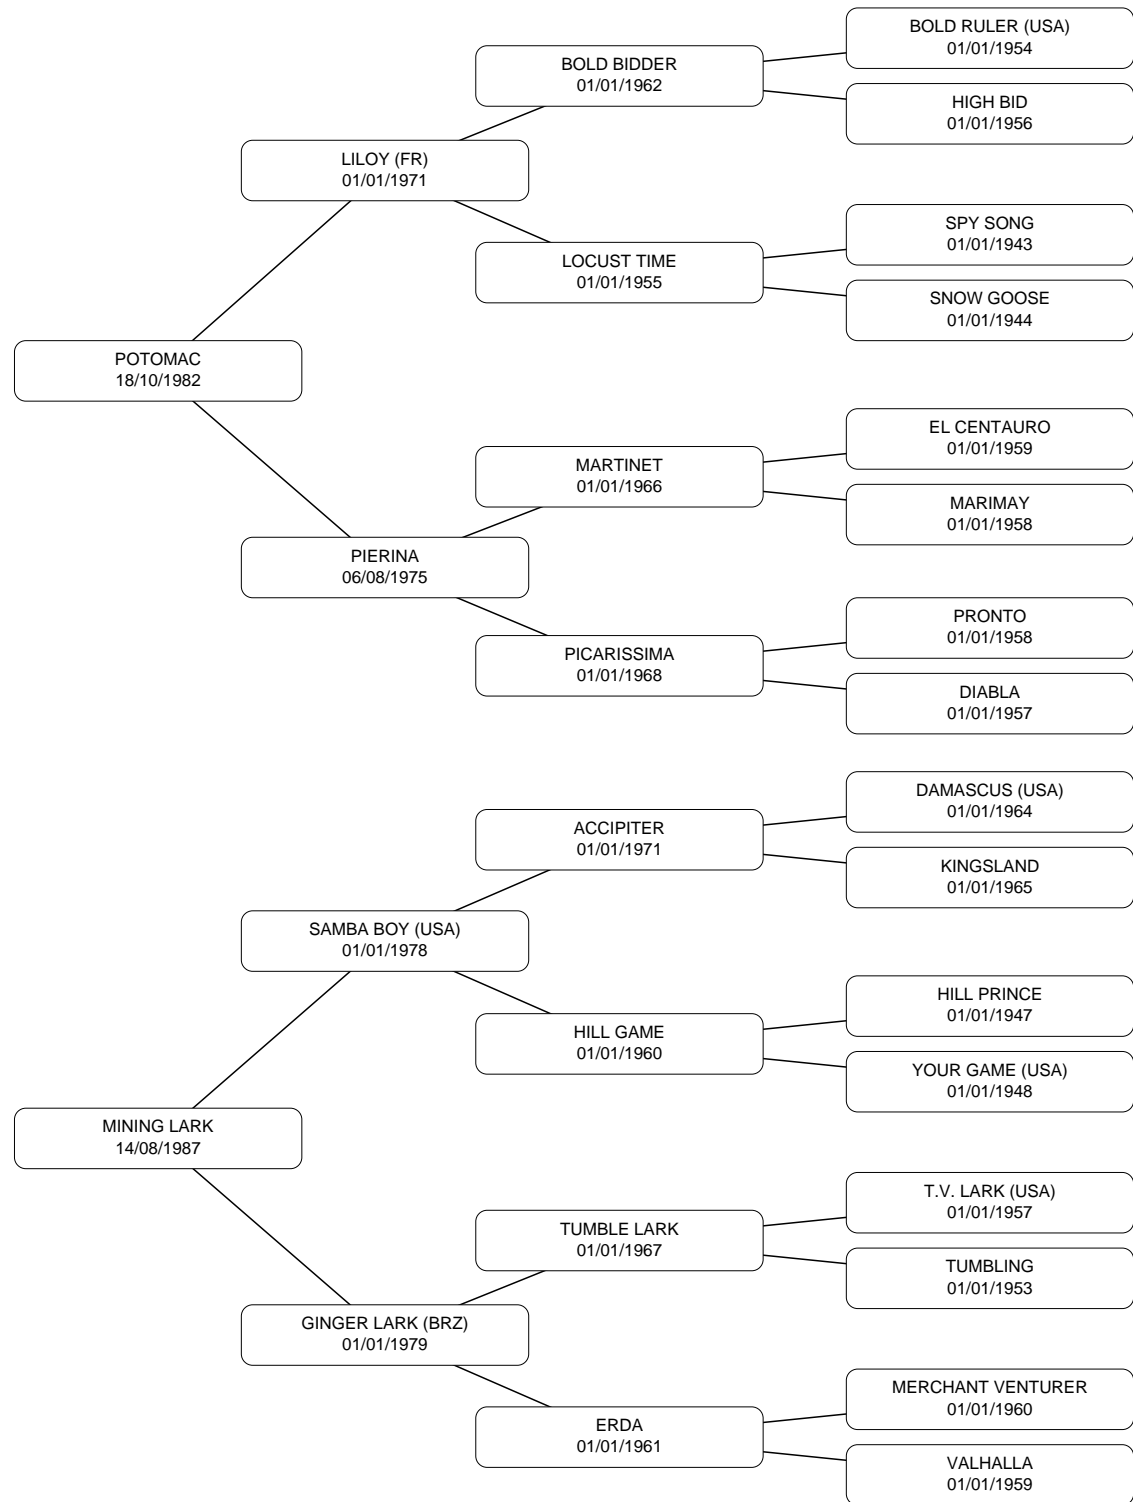 BOLD RULER (USA)
01/01/1954
BOLD BIDDER
01/01/1962
HIGH BID
01/01/1956
LILOY (FR)
01/01/1971
SPY SONG
01/01/1943
LOCUST TIME
01/01/1955
SNOW GOOSE
01/01/1944
POTOMAC
18/10/1982
EL CENTAURO
01/01/1959
MARTINET
01/01/1966
MARIMAY
01/01/1958
PIERINA
06/08/1975
PRONTO
01/01/1958
PICARISSIMA
01/01/1968
DIABLA
01/01/1957
DAMASCUS (USA)
01/01/1964
ACCIPITER
01/01/1971
KINGSLAND
01/01/1965
SAMBA BOY (USA)
01/01/1978
HILL PRINCE
01/01/1947
HILL GAME
01/01/1960
YOUR GAME (USA)
01/01/1948
MINING LARK
14/08/1987
T.V. LARK (USA)
01/01/1957
TUMBLE LARK
01/01/1967
TUMBLING
01/01/1953
GINGER LARK (BRZ)
01/01/1979
MERCHANT VENTURER
01/01/1960
ERDA
01/01/1961
VALHALLA
01/01/1959